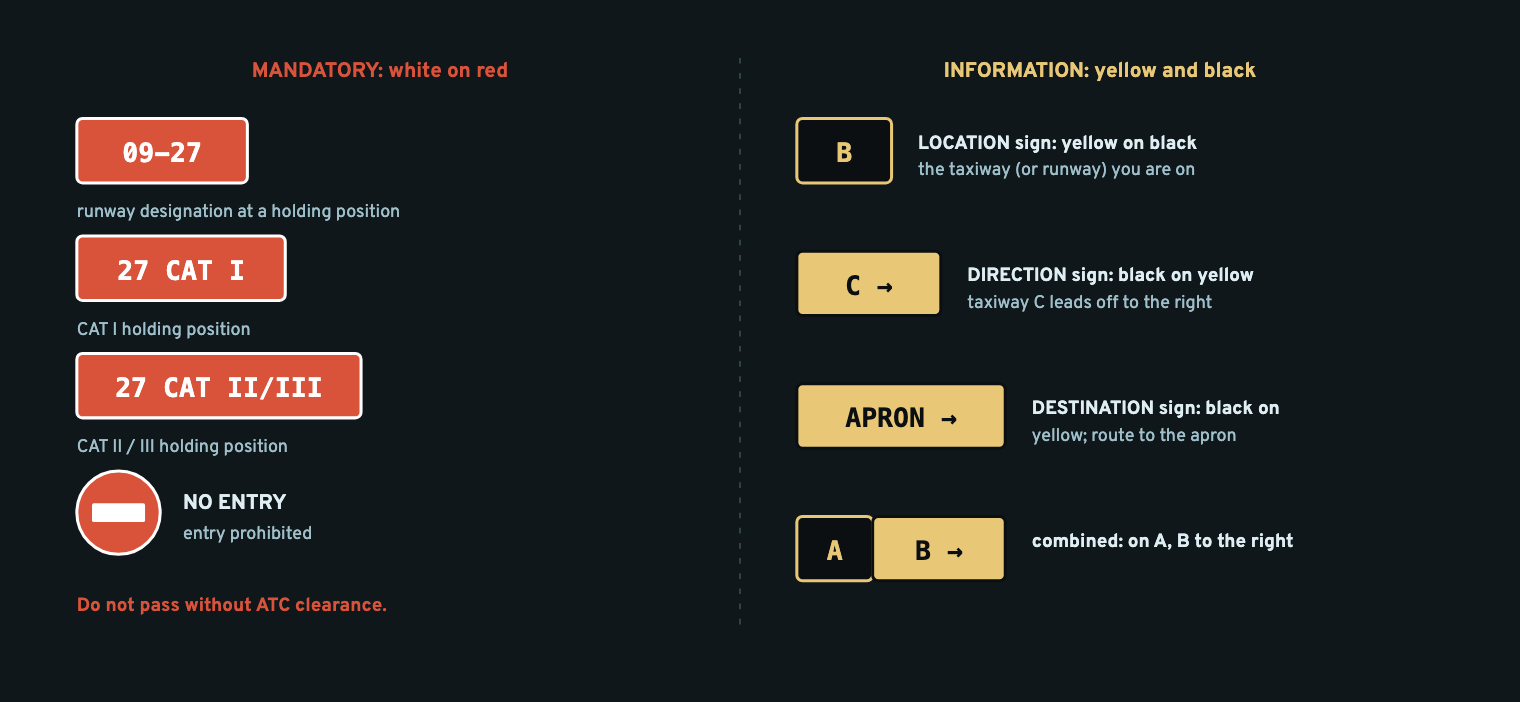 MANDATORY: white on red
09–27
runway designation at a holding position
27 CAT I
CAT I holding position
27 CAT II/III
CAT II / III holding position
NO ENTRY
entry prohibited
Do not pass without ATC clearance.
INFORMATION: yellow and black
B
LOCATION sign: yellow on black
the taxiway (or runway) you are on
C →
DIRECTION sign: black on yellow
taxiway C leads off to the right
APRON →
DESTINATION sign: black on
yellow; route to the apron
A
B →
combined: on A, B to the right